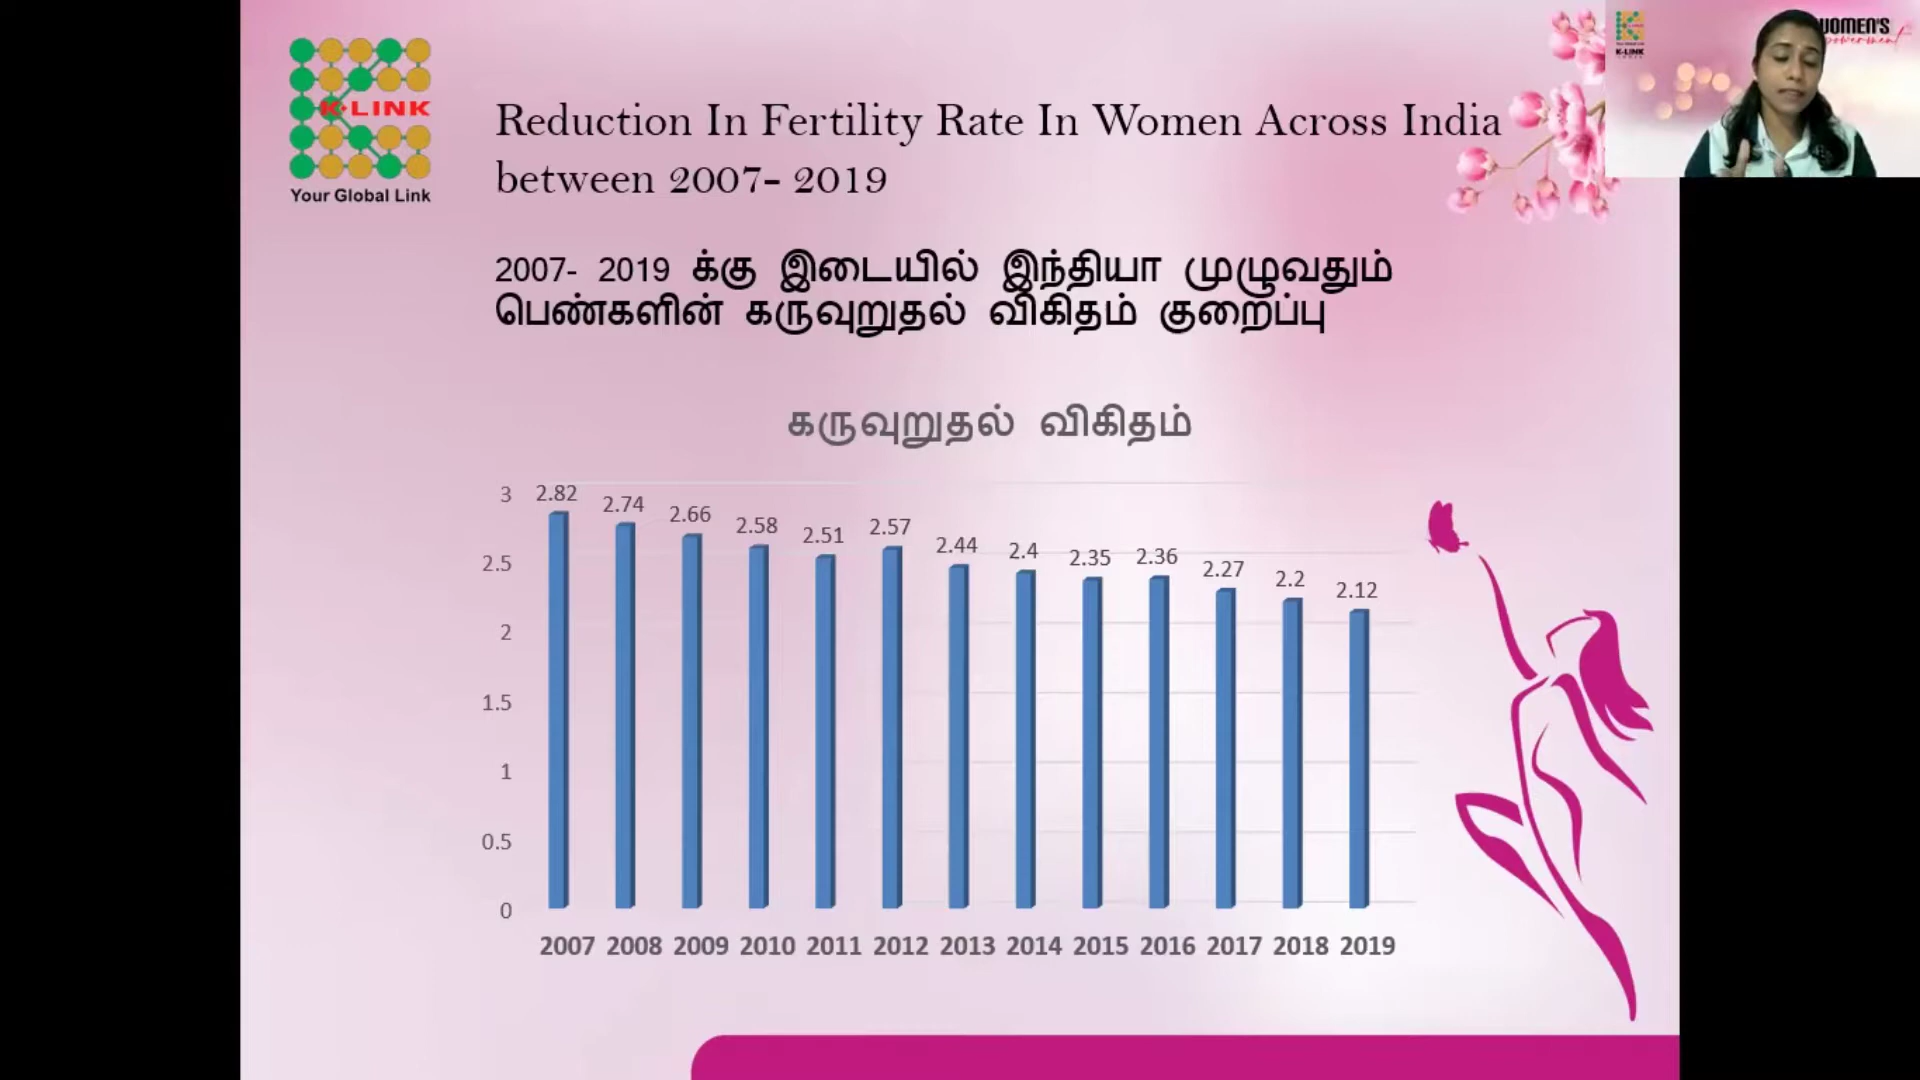 K-LINK
Your Global Link
Reduction In Fertility Rate In Women Across India
between 2007- 2019
2007- 2019 க்கு இடையில் இந்தியா முழுவதும்
பெண்களின் கருவுறுதல் விகிதம் குறைப்பு
கருவுறுதல் விகிதம்
3
2.5
2
1.5
1
0.5
0
2.82 2.74 2.66 2.58 2.51 2.57 2.44 2.4 2.35 2.36 2.27 2.2 2.12
2007 2008 2009 2010 2011 2012 2013 2014 2015 2016 2017 2018 2019
K-LINK
WOMEN'S